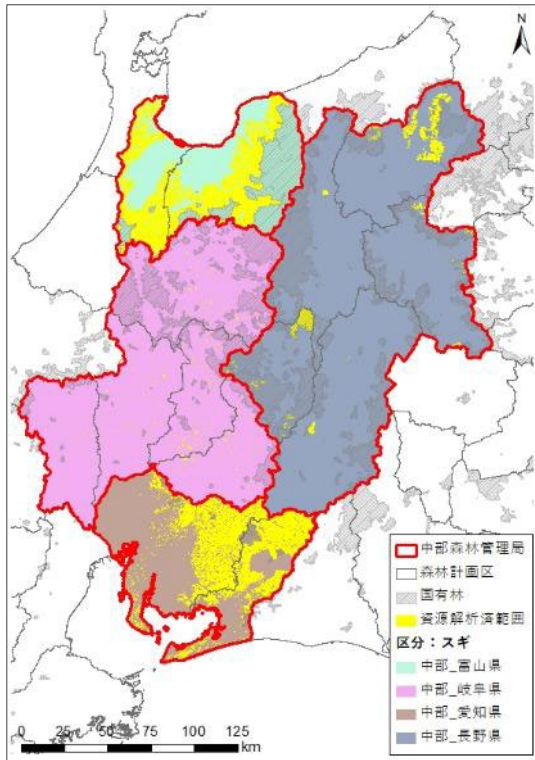 N
中部森林管理局
森林計画区
国有林
資源解析済範囲
区分：スギ
中部_富山県
中部_岐阜県
中部_愛知県
中部_長野県
0 25 50 75 100 125
km